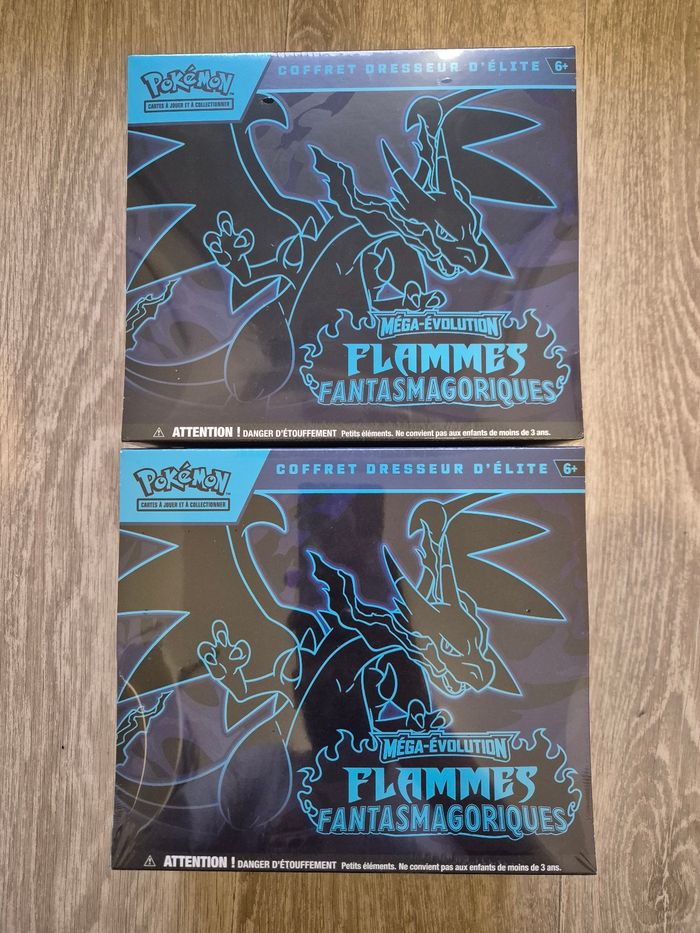 POKéMON
CARTES À JOUER ET À COLLECTIONNER
COFFRET DRESSEUR D'ÉLITE
6+
MÉGA-ÉVOLUTION
FLAMMES
FANTASMAGORIQUES
ATTENTION ! DANGER D'ÉTOUFFEMENT Petits éléments. Ne convient pas aux enfants de moins de 3 ans.
POKéMON
CARTES À JOUER ET À COLLECTIONNER
COFFRET DRESSEUR D'ÉLITE
6+
MÉGA-ÉVOLUTION
FLAMMES
FANTASMAGORIQUES
ATTENTION ! DANGER D'ÉTOUFFEMENT Petits éléments. Ne convient pas aux enfants de moins de 3 ans.